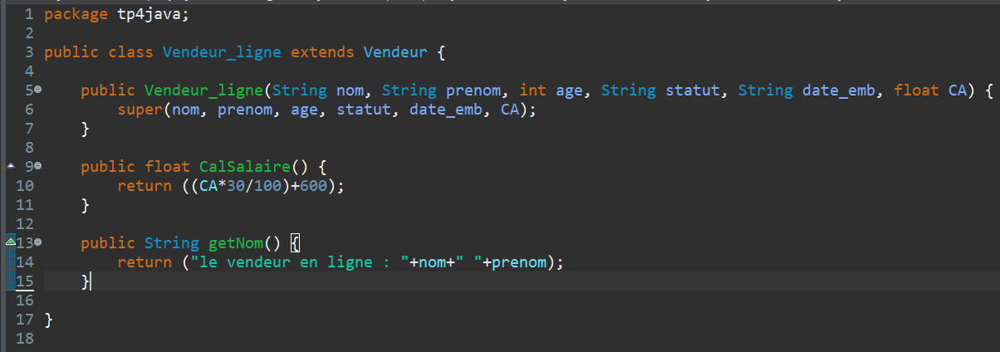 1 package tp4java;
2
3 public class Vendeur_ligne extends Vendeur {
4
5 public Vendeur_ligne(String nom, String prenom, int age, String statut, String date_emb, float CA) {
6 super(nom, prenom, age, statut, date_emb, CA);
7 }
8
9 public float CalSalaire() {
10 return ((CA*30/100)+600);
11 }
12
13 public String getNom() {
14 return ("le vendeur en ligne : "+nom+" "+prenom);
15 }
16
17 }
18